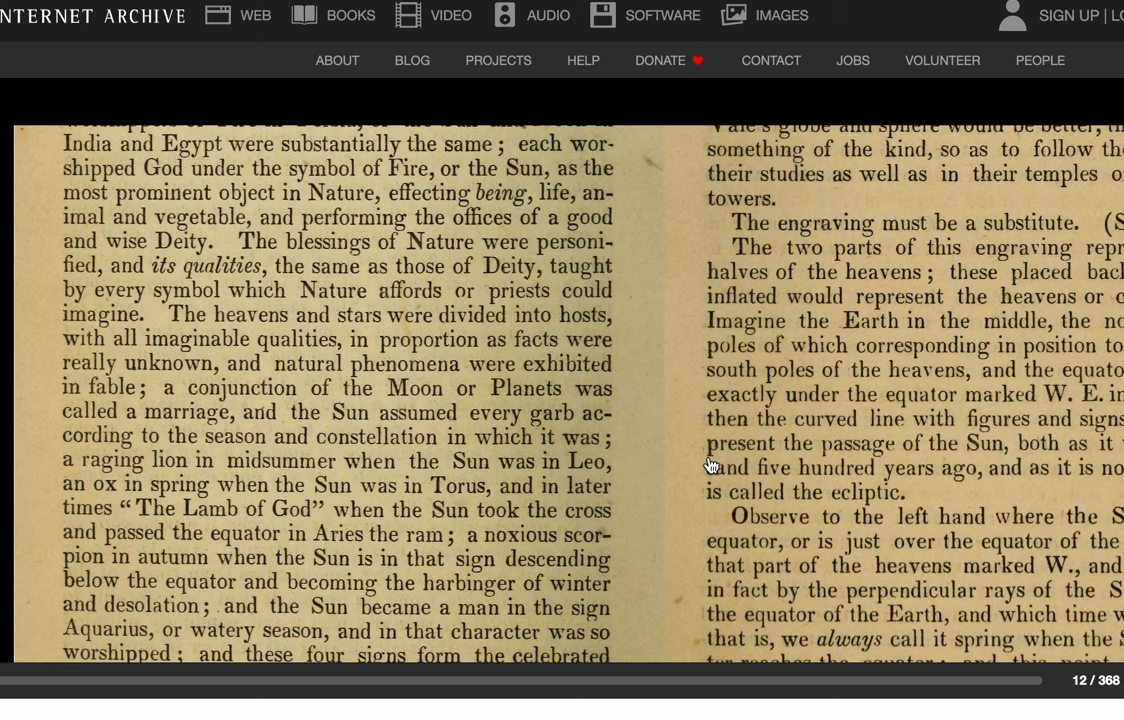 NTERNET ARCHIVE
WEB
BOOKS
VIDEO
AUDIO
SOFTWARE
IMAGES
SIGN UP | LO
ABOUT
BLOG
PROJECTS
HELP
DONATE
CONTACT
JOBS
VOLUNTEER
PEOPLE
India and Egypt were substantially the same ; each wor-
shipped God under the symbol of Fire, or the Sun, as the
most prominent object in Nature, effecting being, life, an-
imal and vegetable, and performing the offices of a good
and wise Deity. The blessings of Nature were personi-
fied, and its qualities, the same as those of Deity, taught
by every symbol which Nature affords or priests could
imagine. The heavens and stars were divided into hosts,
with all imaginable qualities, in proportion as facts were
really unknown, and natural phenomena were exhibited
in fable ; a conjunction of the Moon or Planets was
called a marriage, and the Sun assumed every garb ac-
cording to the season and constellation in which it was ;
a raging lion in midsummer when the Sun was in Leo,
an ox in spring when the Sun was in Torus, and in later
times “The Lamb of God” when the Sun took the cross
and passed the equator in Aries the ram ; a noxious scor-
pion in autumn when the Sun is in that sign descending
below the equator and becoming the harbinger of winter
and desolation ; and the Sun became a man in the sign
Aquarius, or watery season, and in that character was so
worshipped ; and these four signs form the celebrated
Vale's globe and sphere would be better,
something of the kind, so as to follow the
their studies as well as in their temples o
towers.
The engraving must be a substitute. (S
The two parts of this engraving repr
halves of the heavens ; these placed bac
inflated would represent the heavens or c
Imagine the Earth in the middle, the no
poles of which corresponding in position to
south poles of the heavens, and the equato
exactly under the equator marked W. E. in
then the curved line with figures and signs
present the passage of the Sun, both as it
and five hundred years ago, and as it is no
is called the ecliptic.
Observe to the left hand where the S
equator, or is just over the equator of the
that part of the heavens marked W., and
in fact by the perpendicular rays of the S
the equator of the Earth, and which time w
that is, we always call it spring when the S
12 / 368